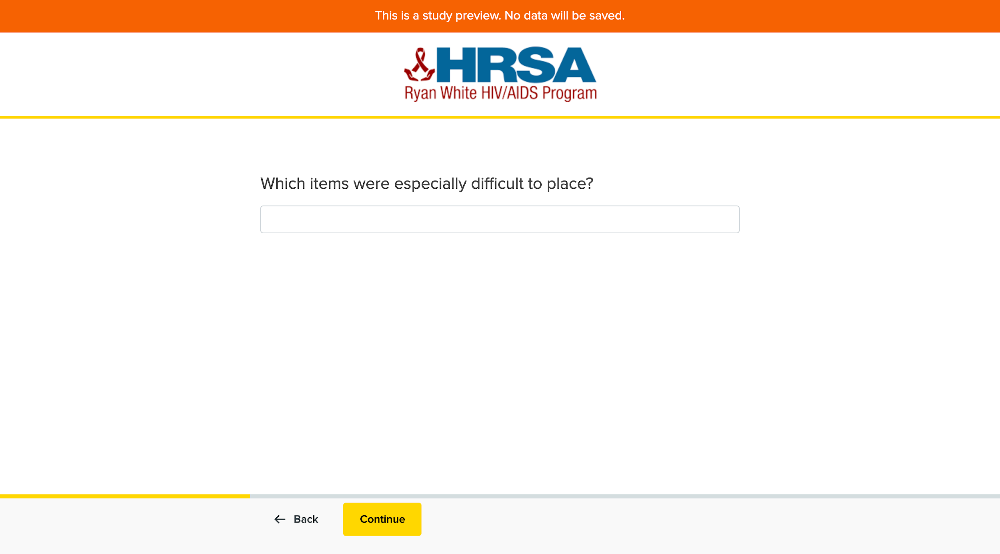 This is a study preview. No data will be saved.
HRSA
Ryan White HIV/AIDS Program
Which items were especially difficult to place?
Back
Continue